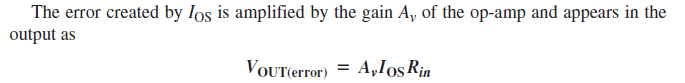 The error created by IOS is amplified by the gain Av of the op-amp and appears in the
output as
VOUT(error) = AvIOSRin